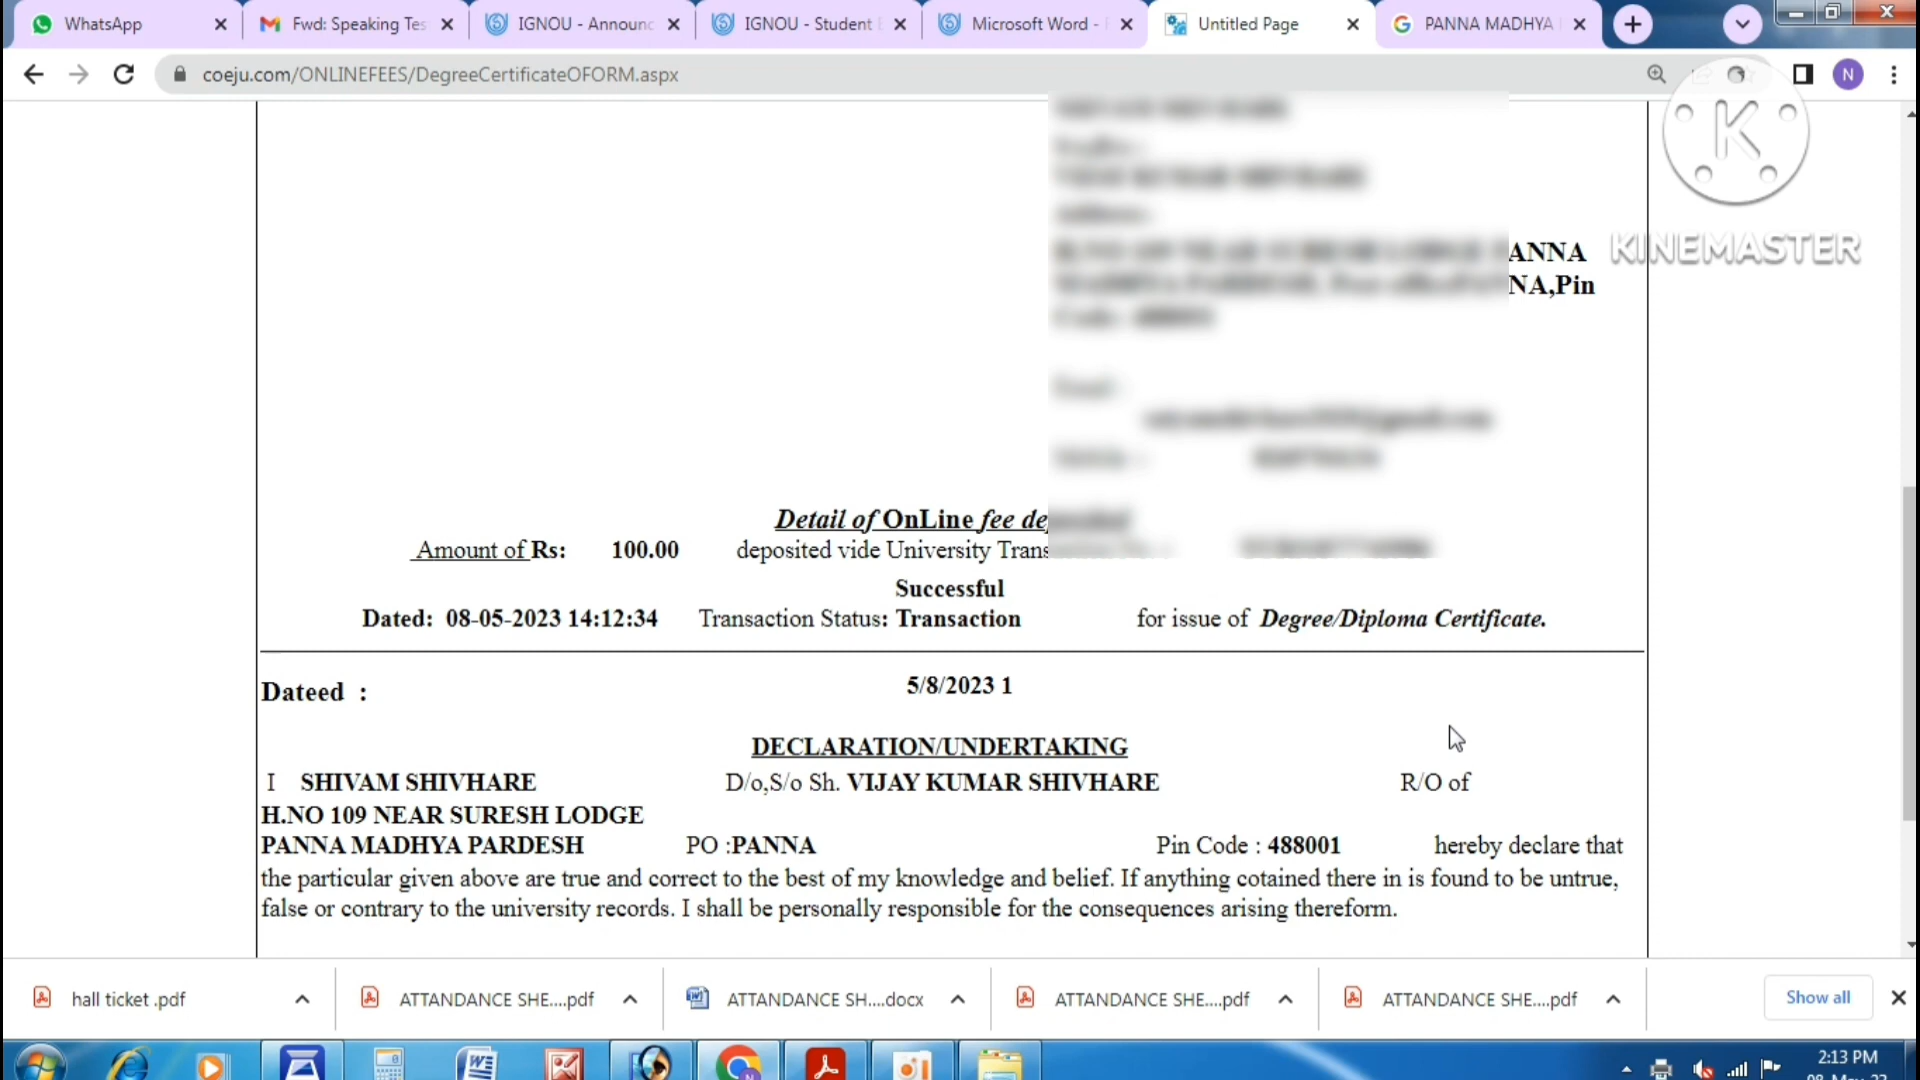 WhatsApp
Fwd: Speaking Tes
IGNOU - Announc
IGNOU - Student E
Microsoft Word -
Untitled Page
PANNA MADHYA
coeju.com/ONLINEFEES/DegreeCertificateOFORM.aspx
N
K
KINEMASTER
ANNA
NA,Pin
Detail of OnLine fee de
Amount of Rs: 100.00 deposited vide University Trans
Successful
Dated: 08-05-2023 14:12:34 Transaction Status: Transaction for issue of Degree/Diploma Certificate.
Dateed : 5/8/2023 1
DECLARATION/UNDERTAKING
I SHIVAM SHIVHARE D/o,S/o Sh. VIJAY KUMAR SHIVHARE R/O of
H.NO 109 NEAR SURESH LODGE
PANNA MADHYA PARDESH PO :PANNA Pin Code : 488001 hereby declare that
the particular given above are true and correct to the best of my knowledge and belief. If anything cotained there in is found to be untrue,
false or contrary to the university records. I shall be personally responsible for the consequences arising thereform.
hall ticket .pdf
ATTANDANCE SHE....pdf
ATTANDANCE SH....docx
ATTANDANCE SHE....pdf
ATTANDANCE SHE....pdf
Show all
2:13 PM